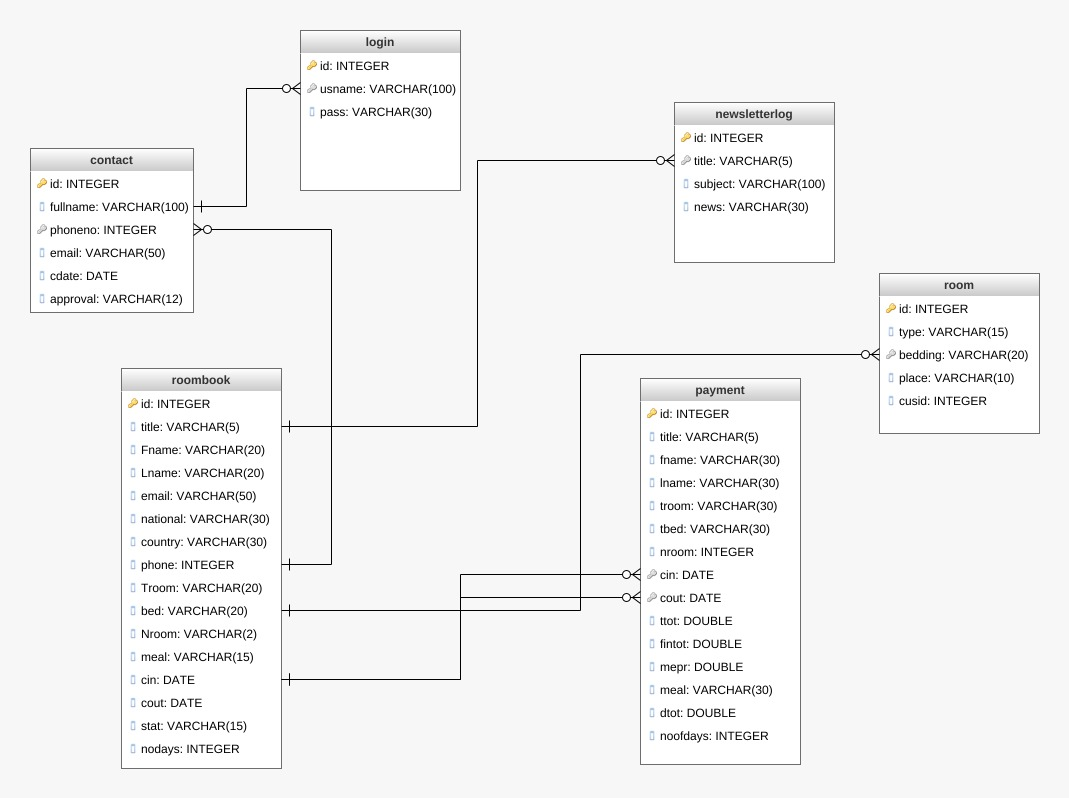 login
id: INTEGER
usname: VARCHAR(100)
pass: VARCHAR(30)
newsletterlog
id: INTEGER
title: VARCHAR(5)
subject: VARCHAR(100)
news: VARCHAR(30)
contact
id: INTEGER
fullname: VARCHAR(100)
phoneno: INTEGER
email: VARCHAR(50)
cdate: DATE
approval: VARCHAR(12)
room
id: INTEGER
type: VARCHAR(15)
bedding: VARCHAR(20)
place: VARCHAR(10)
cusid: INTEGER
roombook
id: INTEGER
title: VARCHAR(5)
Fname: VARCHAR(20)
Lname: VARCHAR(20)
email: VARCHAR(50)
national: VARCHAR(30)
country: VARCHAR(30)
phone: INTEGER
Troom: VARCHAR(20)
bed: VARCHAR(20)
Nroom: VARCHAR(2)
meal: VARCHAR(15)
cin: DATE
cout: DATE
stat: VARCHAR(15)
nodays: INTEGER
payment
id: INTEGER
title: VARCHAR(5)
fname: VARCHAR(30)
lname: VARCHAR(30)
troom: VARCHAR(30)
tbed: VARCHAR(30)
nroom: INTEGER
cin: DATE
cout: DATE
ttot: DOUBLE
fintot: DOUBLE
mepr: DOUBLE
meal: VARCHAR(30)
dtot: DOUBLE
noofdays: INTEGER